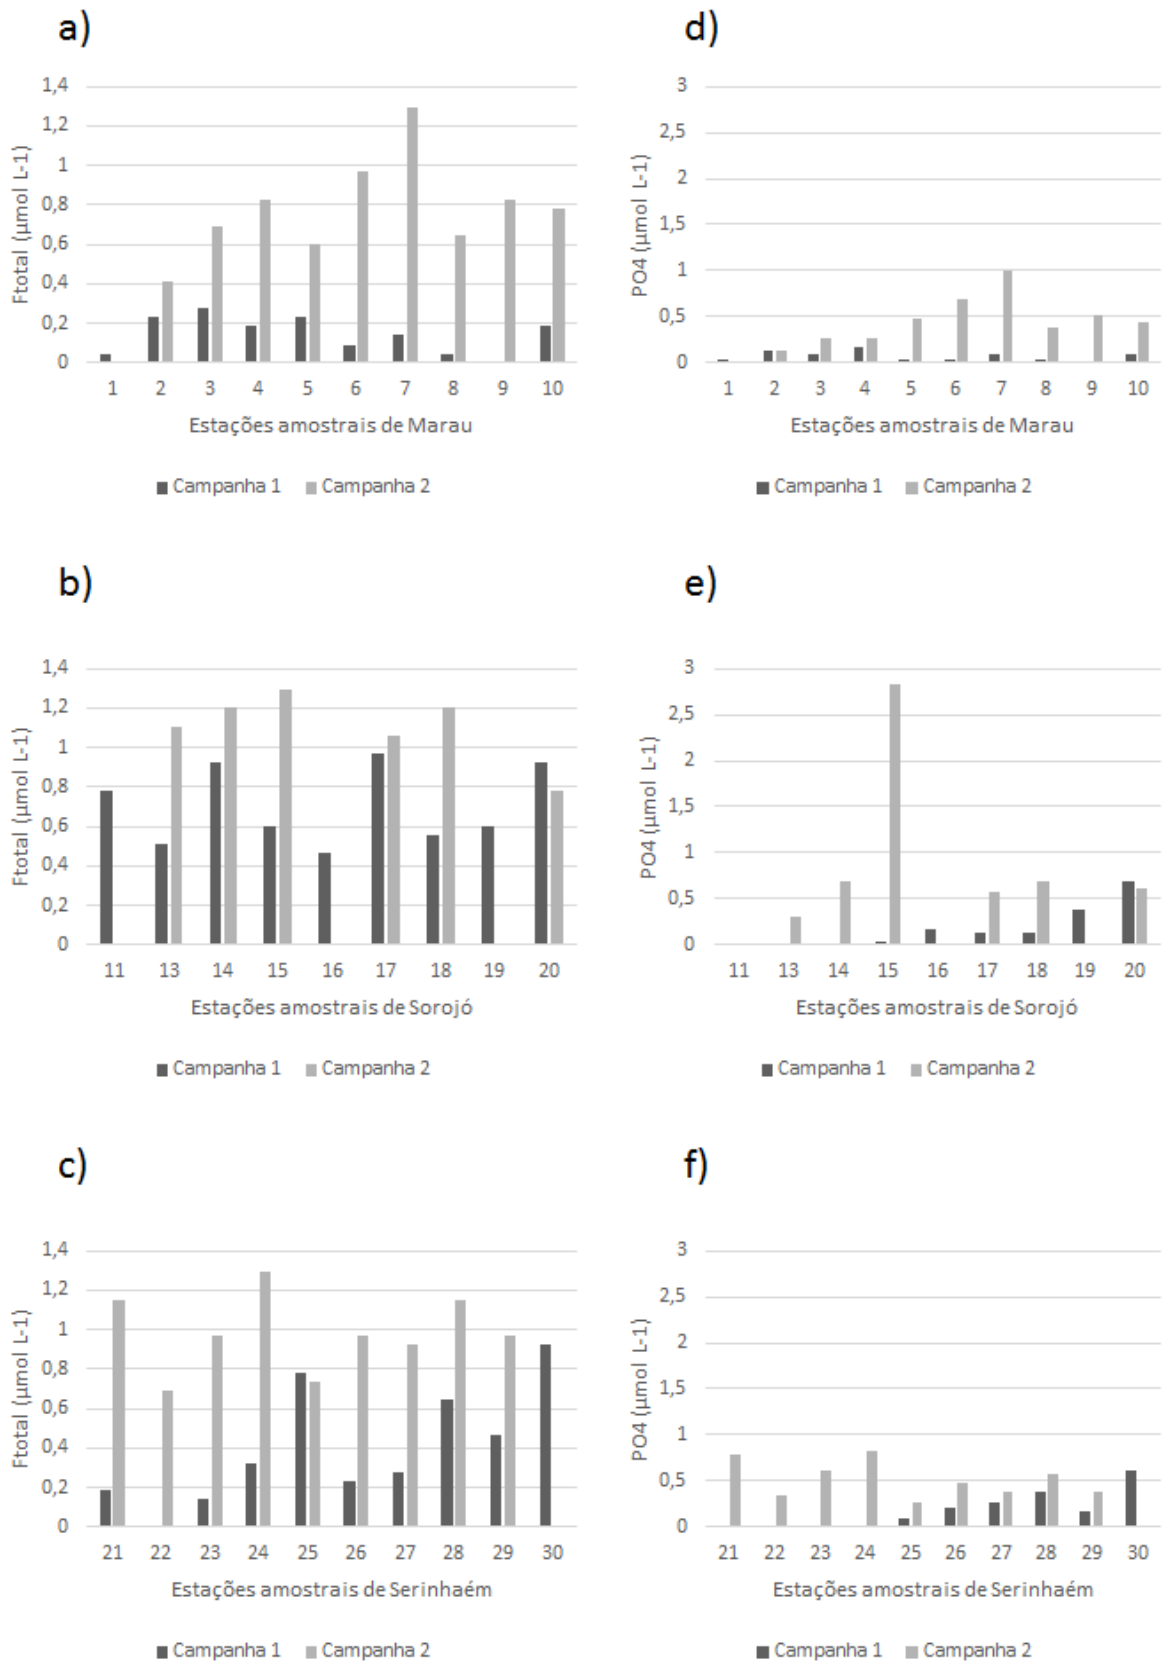 a)
1,4
1,2
1
0,8
0,6
0,4
0,2
0
Ftotal (µmol L-1)
1 2 3 4 5 6 7 8 9 10
Estações amostrais de Marau
Campanha 1 Campanha 2
d)
3
2,5
2
1,5
1
0,5
0
PO4 (µmol L-1)
1 2 3 4 5 6 7 8 9 10
Estações amostrais de Marau
Campanha 1 Campanha 2
b)
1,4
1,2
1
0,8
0,6
0,4
0,2
0
Ftotal (µmol L-1)
11 13 14 15 16 17 18 19 20
Estações amostrais de Sorojó
Campanha 1 Campanha 2
e)
3
2,5
2
1,5
1
0,5
0
PO4 (µmol L-1)
11 13 14 15 16 17 18 19 20
Estações amostrais de Sorojó
Campanha 1 Campanha 2
c)
1,4
1,2
1
0,8
0,6
0,4
0,2
0
Ftotal (µmol L-1)
21 22 23 24 25 26 27 28 29 30
Estações amostrais de Serinhaém
Campanha 1 Campanha 2
f)
3
2,5
2
1,5
1
0,5
0
PO4 (µmol L-1)
21 22 23 24 25 26 27 28 29 30
Estações amostrais de Serinhaém
Campanha 1 Campanha 2